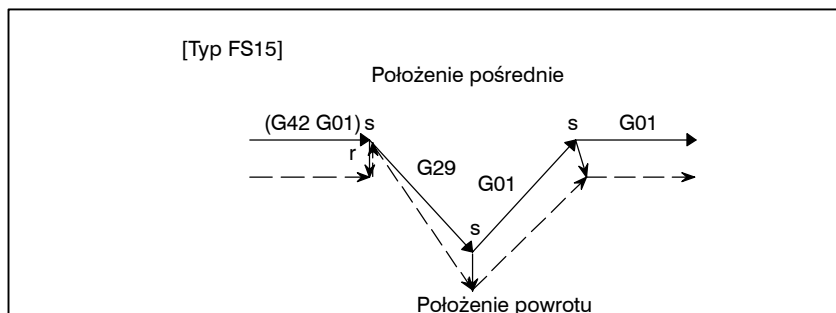 [Typ FS15]
Położenie pośrednie
(G42 G01) s s G01
r
G29
G01
s
Położenie powrotu